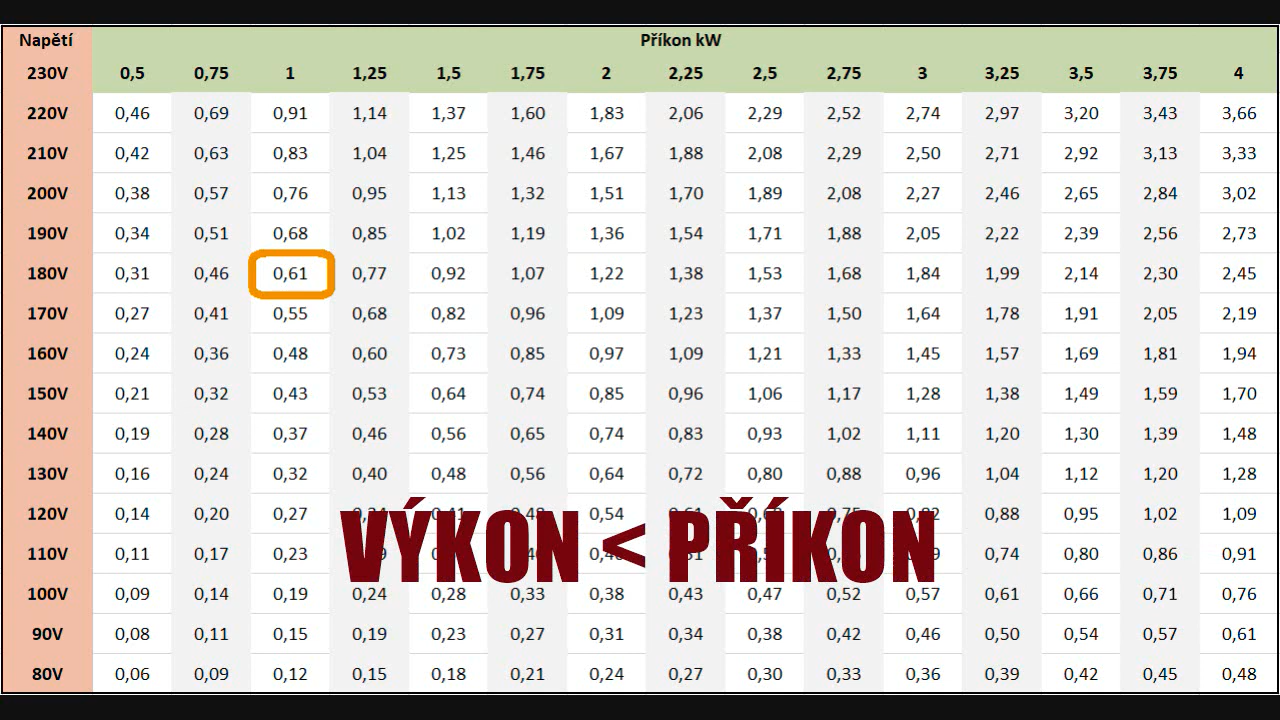 Napětí Příkon kW
230V 0,5 0,75 1 1,25 1,5 1,75 2 2,25 2,5 2,75 3 3,25 3,5 3,75 4
220V 0,46 0,69 0,91 1,14 1,37 1,60 1,83 2,06 2,29 2,52 2,74 2,97 3,20 3,43 3,66
210V 0,42 0,63 0,83 1,04 1,25 1,46 1,67 1,88 2,08 2,29 2,50 2,71 2,92 3,13 3,33
200V 0,38 0,57 0,76 0,95 1,13 1,32 1,51 1,70 1,89 2,08 2,27 2,46 2,65 2,84 3,02
190V 0,34 0,51 0,68 0,85 1,02 1,19 1,36 1,54 1,71 1,88 2,05 2,22 2,39 2,56 2,73
180V 0,31 0,46 0,61 0,77 0,92 1,07 1,22 1,38 1,53 1,68 1,84 1,99 2,14 2,30 2,45
170V 0,27 0,41 0,55 0,68 0,82 0,96 1,09 1,23 1,37 1,50 1,64 1,78 1,91 2,05 2,19
160V 0,24 0,36 0,48 0,60 0,73 0,85 0,97 1,09 1,21 1,33 1,45 1,57 1,69 1,81 1,94
150V 0,21 0,32 0,43 0,53 0,64 0,74 0,85 0,96 1,06 1,17 1,28 1,38 1,49 1,59 1,70
140V 0,19 0,28 0,37 0,46 0,56 0,65 0,74 0,83 0,93 1,02 1,11 1,20 1,30 1,39 1,48
130V 0,16 0,24 0,32 0,40 0,48 0,56 0,64 0,72 0,80 0,88 0,96 1,04 1,12 1,20 1,28
120V 0,14 0,20 0,27 0,54 0,88 0,95 1,02 1,09
VÝKON < PŘÍKON
110V 0,11 0,17 0,23 0,74 0,80 0,86 0,91
100V 0,09 0,14 0,19 0,24 0,28 0,33 0,38 0,43 0,47 0,52 0,57 0,61 0,66 0,71 0,76
90V 0,08 0,11 0,15 0,19 0,23 0,27 0,31 0,34 0,38 0,42 0,46 0,50 0,54 0,57 0,61
80V 0,06 0,09 0,12 0,15 0,18 0,21 0,24 0,27 0,30 0,33 0,36 0,39 0,42 0,45 0,48